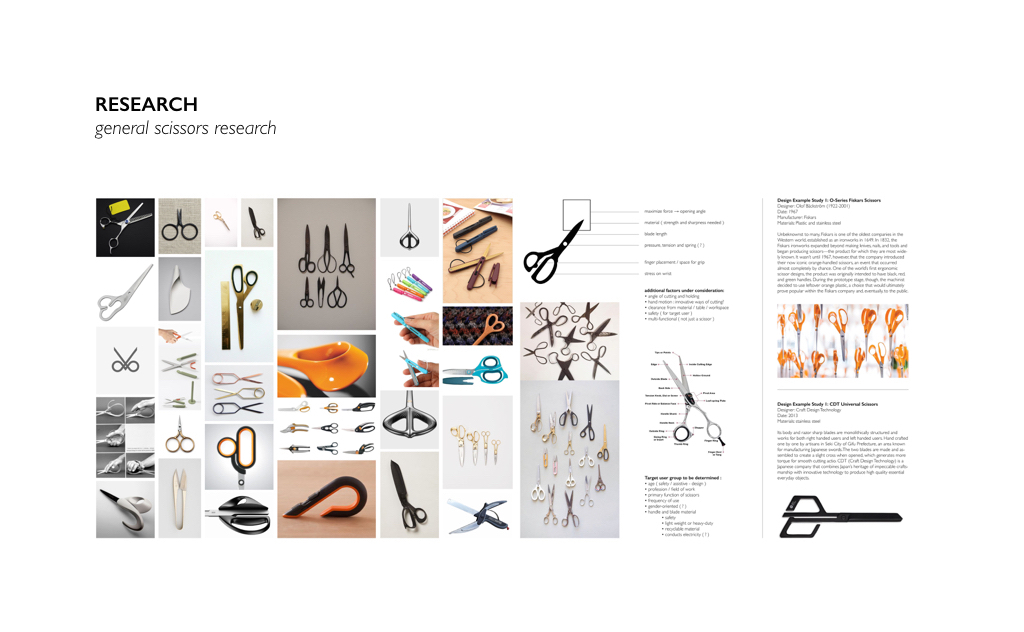 RESEARCH
general scissors research
maximize force → opening angle
material ( strength and sharpness needed )
blade length
pressure, tension and spring ( ? )
finger placement / space for grip
stress on wrist
additional factors under consideration:
• angle of cutting and holding
• hand motion : innovative ways of cutting?
• clearance from material / table / workspace
• safety ( for target user )
• multi-functional ( not just a scissor )
Target user group to be determined :
• age ( safety / assistive - design )
• profession / field of work
• primary function of scissors
• frequency of use
• gender-oriented ( ? )
• handle and blade material
• safety
• light weight or heavy-duty
• recyclable material
• conducts electricity ( ? )
Design Example Study 1: O-Series Fiskars Scissors
Designer: Olof Bäckström (1922-2001)
Date: 1967
Manufacturer: Fiskars
Materials: Plastic and stainless steel
Unbeknownst to many, Fiskars is one of the oldest companies in the
Western world, established as an ironworks in 1649. In 1832, the
Fiskars ironworks expanded beyond making knives, nails, and tools and
began producing scissors—the product for which they are most wide-
ly known. It wasn't until 1967, however, that the company introduced
their now iconic orange-handled scissors, an event that occurred
almost completely by chance. One of the world's first ergonomic
scissor designs, the product was originally intended to have black, red,
and green handles. During the prototype stage, though, the machinist
decided to use leftover orange plastic, a choice that would ultimately
prove popular within the Fiskars company and, eventually, to the public.
Design Example Study 1: CDT Universal Scissors
Designer: Craft Design Technology
Date: 2013
Materials: stainless steel
Its body and razor sharp blades are monolithically structured and
works for both right handed users and left handed users. Hand crafted
one by one by artisans in Seki City of Gifu Prefecture, an area known
for manufacturing Japanese swords. The two blades are made and as-
sembled to create a slight cross when opened, which generates more
torque for smooth cutting actio. CDT (Craft Design Technology) is a
Japanese company that combines Japan's heritage of impeccable crafts-
manship with innovative technology to produce high quality essential
everyday objects.